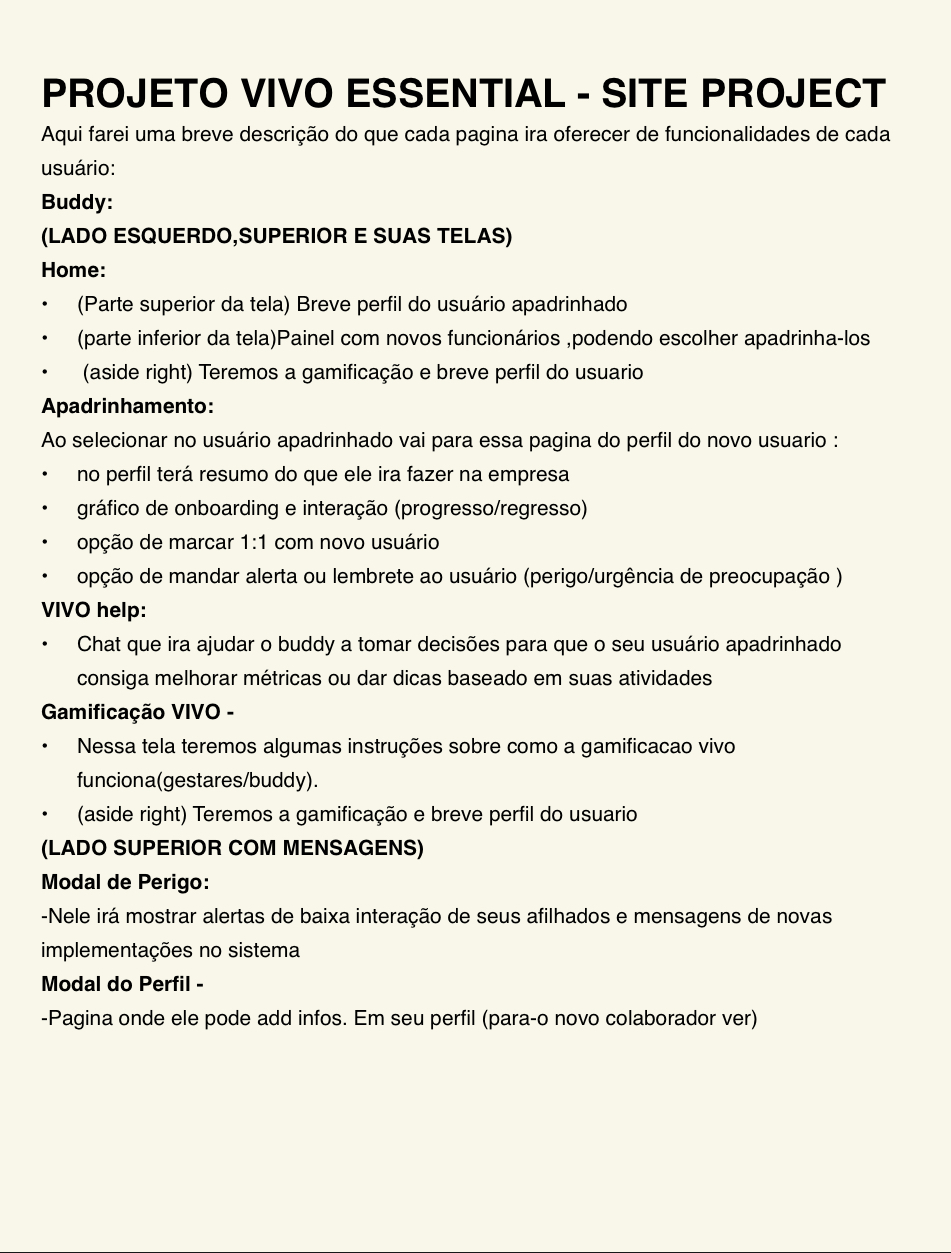 PROJETO VIVO ESSENTIAL - SITE PROJECT
Aqui farei uma breve descrição do que cada pagina ira oferecer de funcionalidades de cada
usuário:
Buddy:
(LADO ESQUERDO,SUPERIOR E SUAS TELAS)
Home:
• (Parte superior da tela) Breve perfil do usuário apadrinhado
• (parte inferior da tela)Painel com novos funcionários ,podendo escolher apadrinha-los
• (aside right) Teremos a gamificação e breve perfil do usuario
Apadrinhamento:
Ao selecionar no usuário apadrinhado vai para essa pagina do perfil do novo usuario :
• no perfil terá resumo do que ele ira fazer na empresa
• gráfico de onboarding e interação (progresso/regresso)
• opção de marcar 1:1 com novo usuário
• opção de mandar alerta ou lembrete ao usuário (perigo/urgência de preocupação )
VIVO help:
• Chat que ira ajudar o buddy a tomar decisões para que o seu usuário apadrinhado
consiga melhorar métricas ou dar dicas baseado em suas atividades
Gamificação VIVO -
• Nessa tela teremos algumas instruções sobre como a gamificacao vivo
funciona(gestares/buddy).
• (aside right) Teremos a gamificação e breve perfil do usuario
(LADO SUPERIOR COM MENSAGENS)
Modal de Perigo:
-Nele irá mostrar alertas de baixa interação de seus afilhados e mensagens de novas
implementações no sistema
Modal do Perfil -
-Pagina onde ele pode add infos. Em seu perfil (para-o novo colaborador ver)